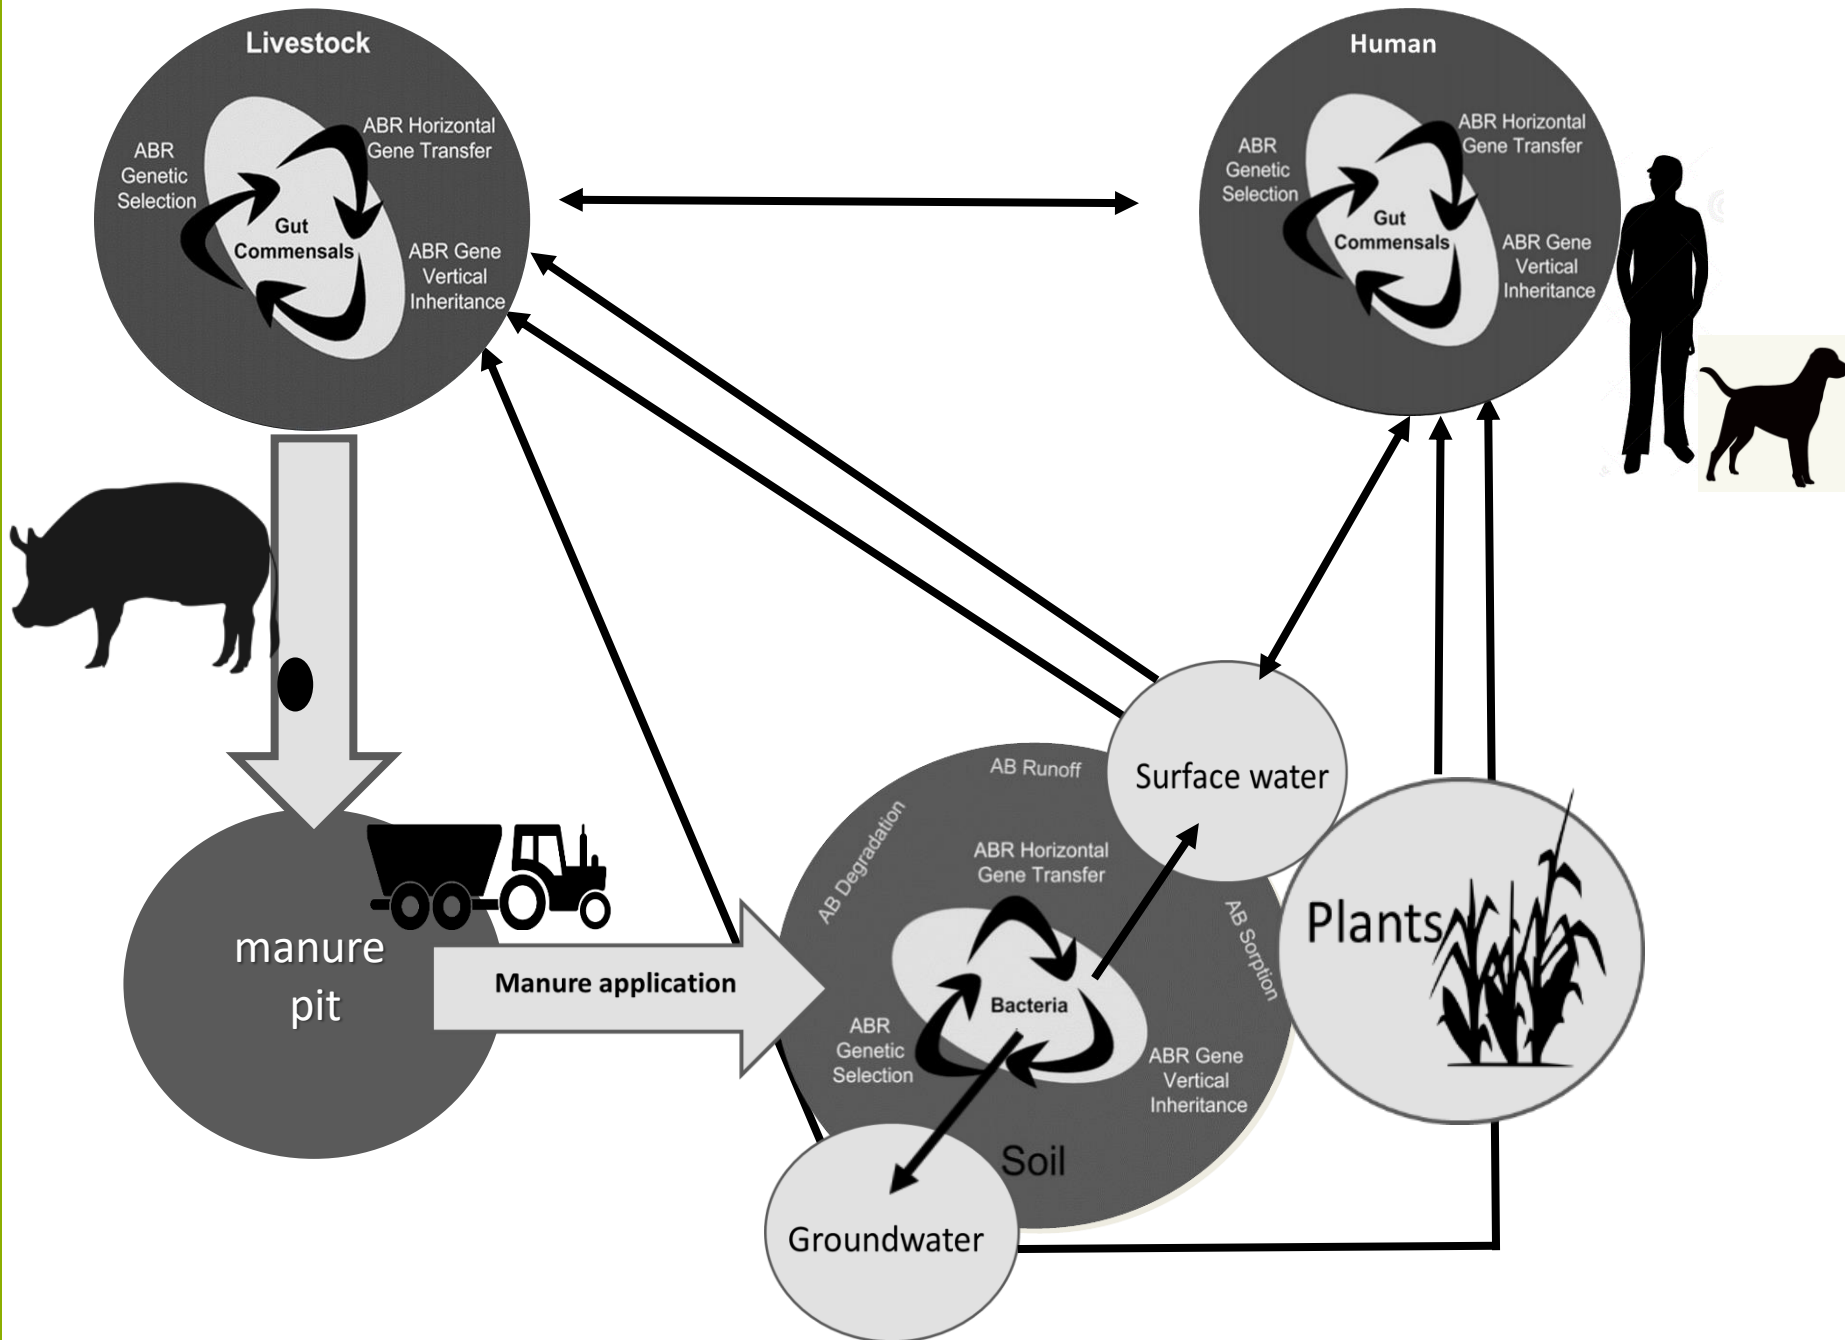 Livestock
ABR Horizontal
Gene Transfer
ABR
Genetic
Selection
Gut
Commensals
ABR Gene
Vertical
Inheritance
Human
ABR Horizontal
Gene Transfer
ABR
Genetic
Selection
Gut
Commensals
ABR Gene
Vertical
Inheritance
manure
pit
Manure application
AB Runoff
AB Degradation
ABR Horizontal
Gene Transfer
AB Sorption
Bacteria
ABR
Genetic
Selection
ABR Gene
Vertical
Inheritance
Soil
Surface water
Plants
Groundwater